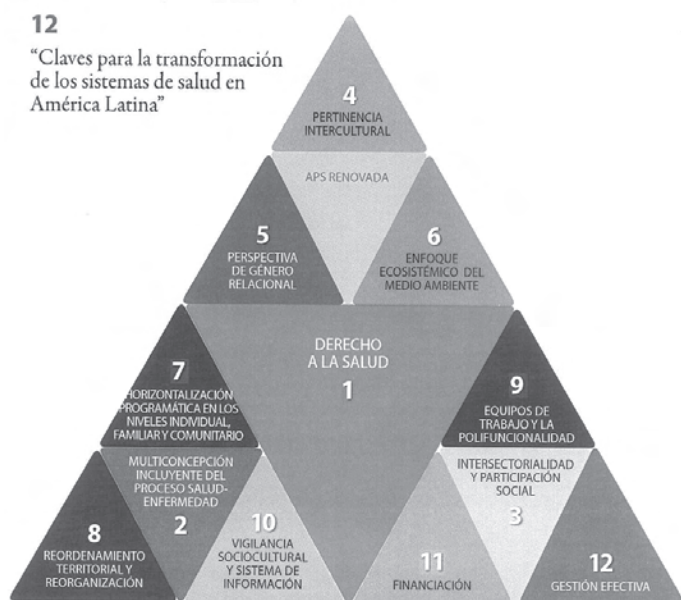 12
“Claves para la transformación
de los sistemas de salud en
América Latina”
4
PERTINENCIA
INTERCULTURAL
APS RENOVADA
5
PERSPECTIVA
DE GÉNERO
RELACIONAL
6
ENFOQUE
ECOSISTÉMICO DEL
MEDIO AMBIENTE
DERECHO
A LA SALUD
1
7
HORIZONTALIZACIÓN
PROGRAMÁTICA EN LOS
NIVELES INDIVIDUAL,
FAMILIAR Y COMUNITARIO
9
EQUIPOS DE
TRABAJO Y LA
POLIFUNCIONALIDAD
MULTICONCEPCIÓN
INCLUYENTE DEL
PROCESO SALUD-
ENFERMEDAD
2
INTERSECTORIALIDAD
Y PARTICIPACIÓN
SOCIAL
3
8
REORDENAMIENTO
TERRITORIAL Y
REORGANIZACIÓN
10
VIGILANCIA
SOCIOCULTURAL
Y SISTEMA DE
INFORMACIÓN
11
FINANCIACIÓN
12
GESTIÓN EFECTIVA